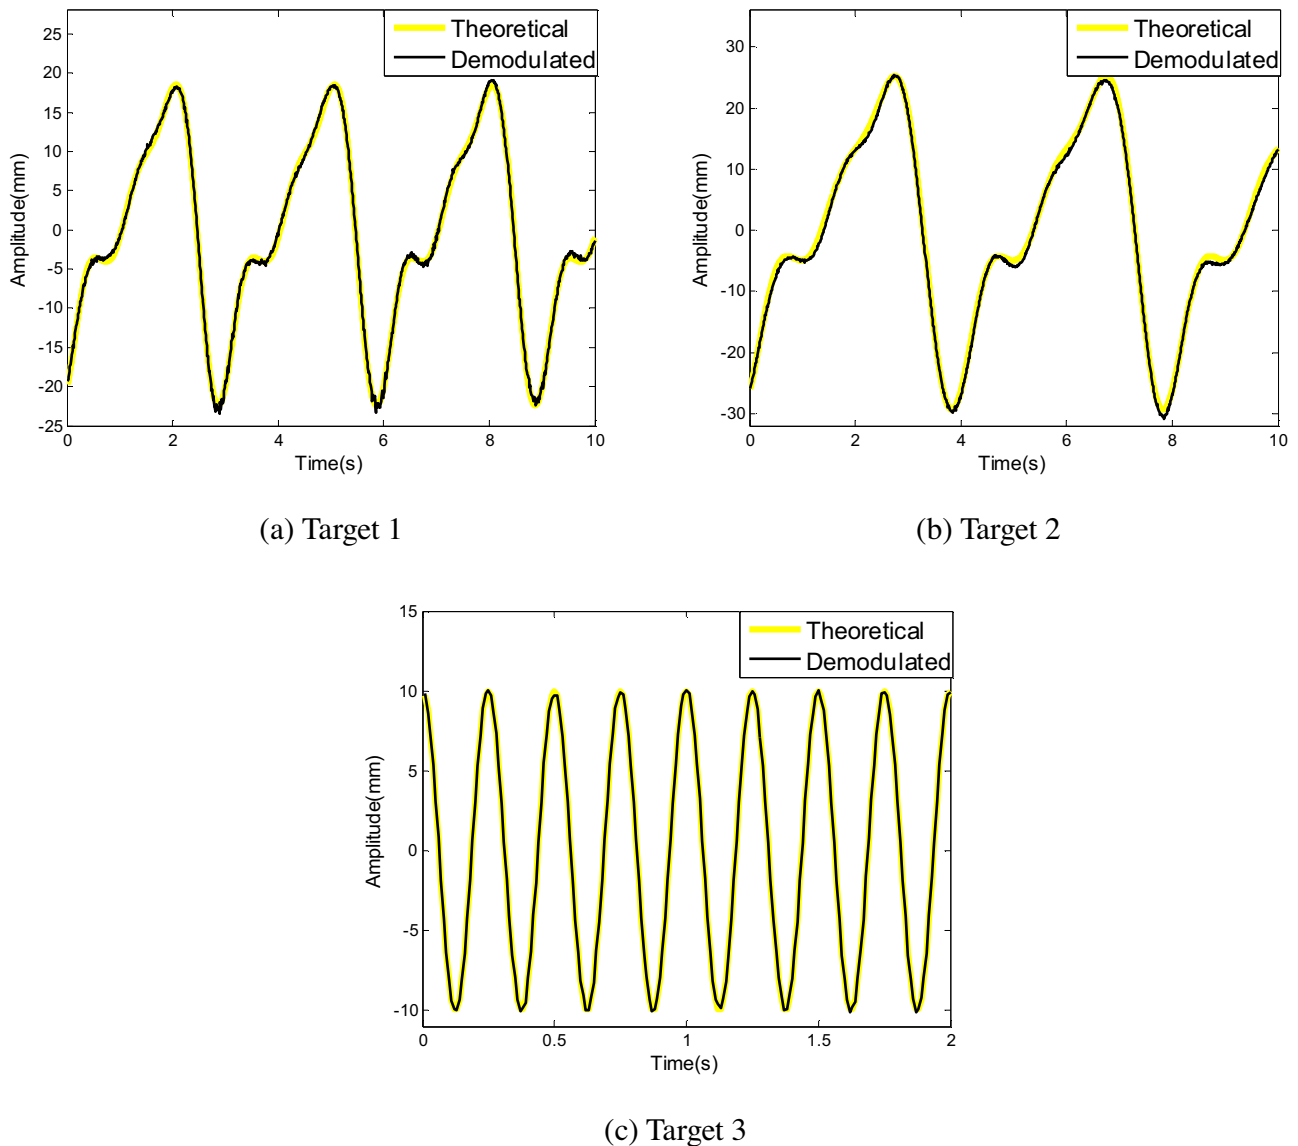 Theoretical
Demodulated
25
20
15
10
5
0
-5
-10
-15
-20
-25
Amplitude(mm)
0 2 4 6 8 10
Time(s)
(a) Target 1
Theoretical
Demodulated
30
20
10
0
-10
-20
-30
Amplitude(mm)
0 2 4 6 8 10
Time(s)
(b) Target 2
Theoretical
Demodulated
15
10
5
0
-5
-10
Amplitude(mm)
0 0.5 1 1.5 2
Time(s)
(c) Target 3